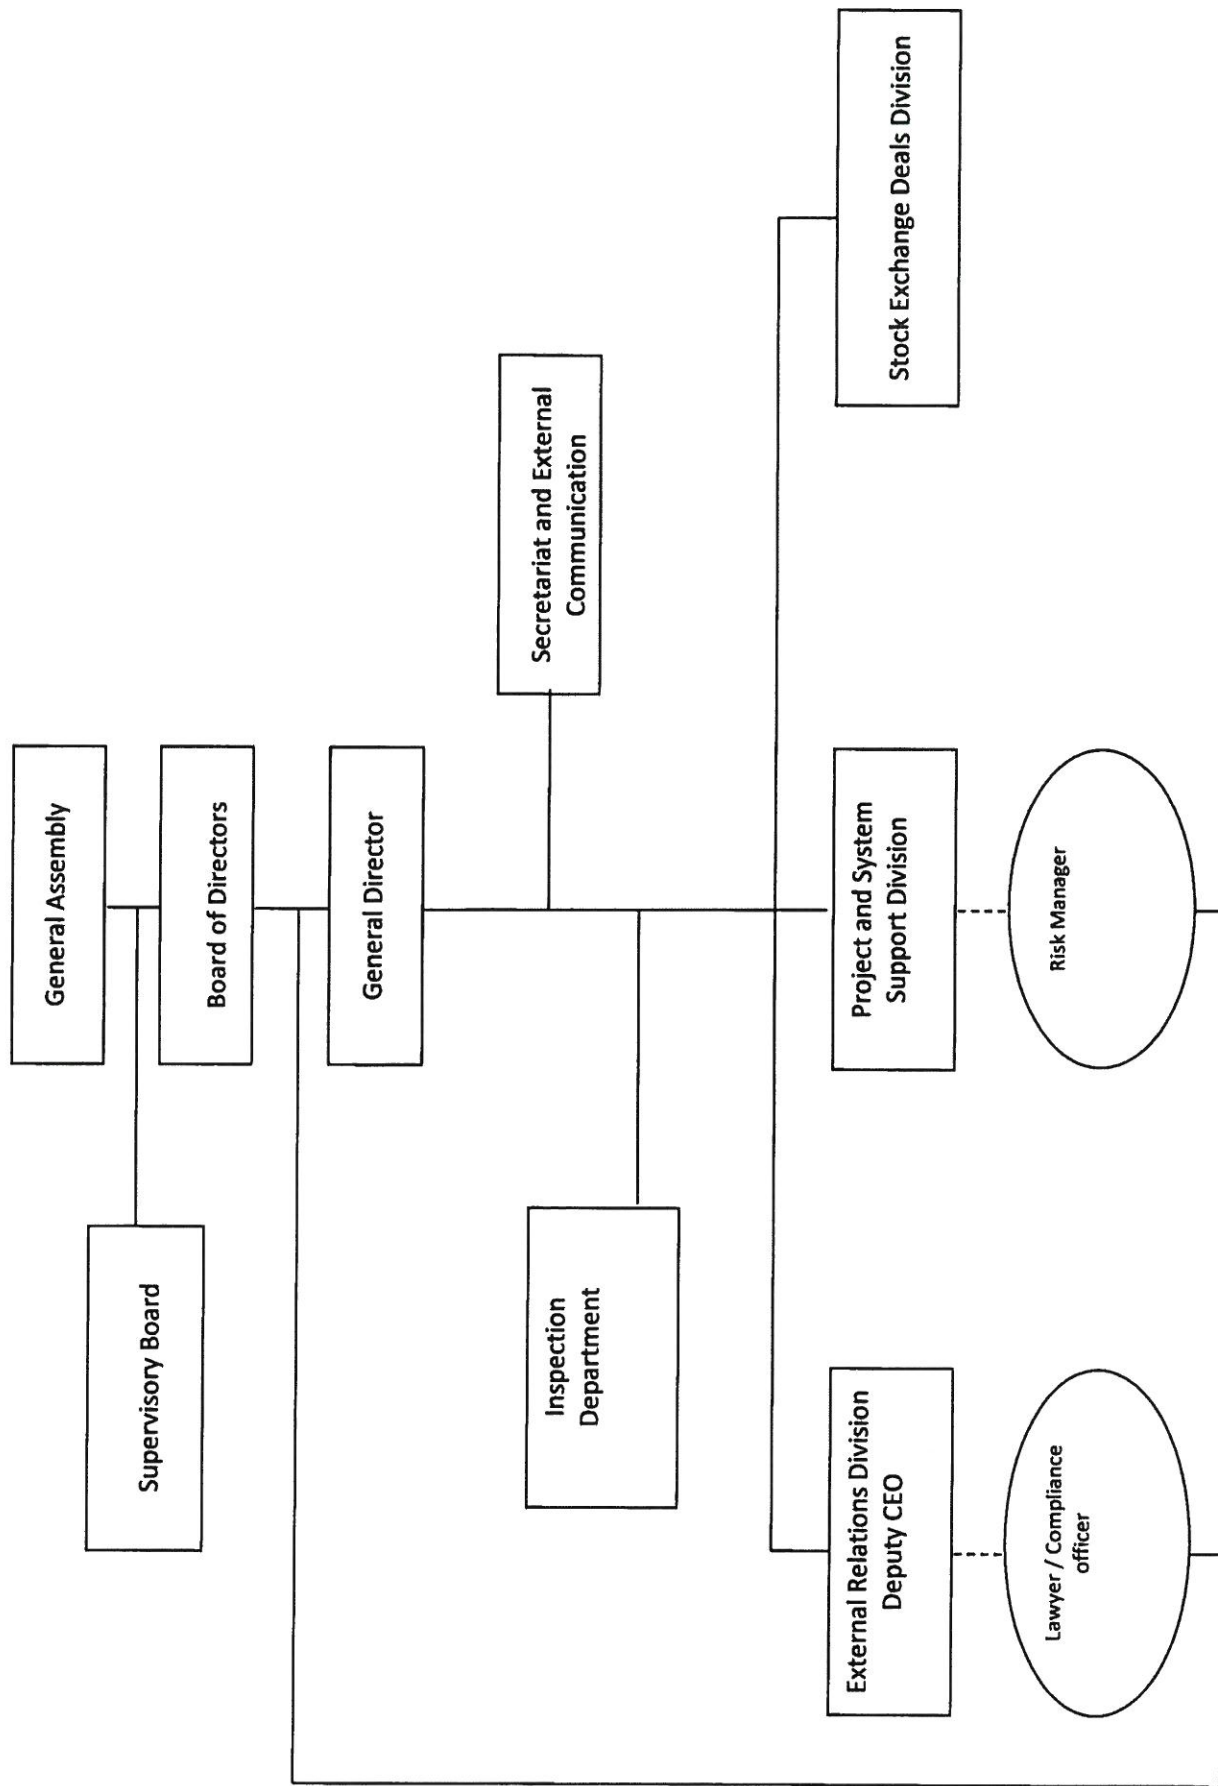 General Assembly
Supervisory Board
Board of Directors
General Director
Secretariat and External
Communication
Inspection
Department
External Relations Division
Deputy CEO
Project and System
Support Division
Stock Exchange Deals Division
Lawyer / Compliance
officer
Risk Manager